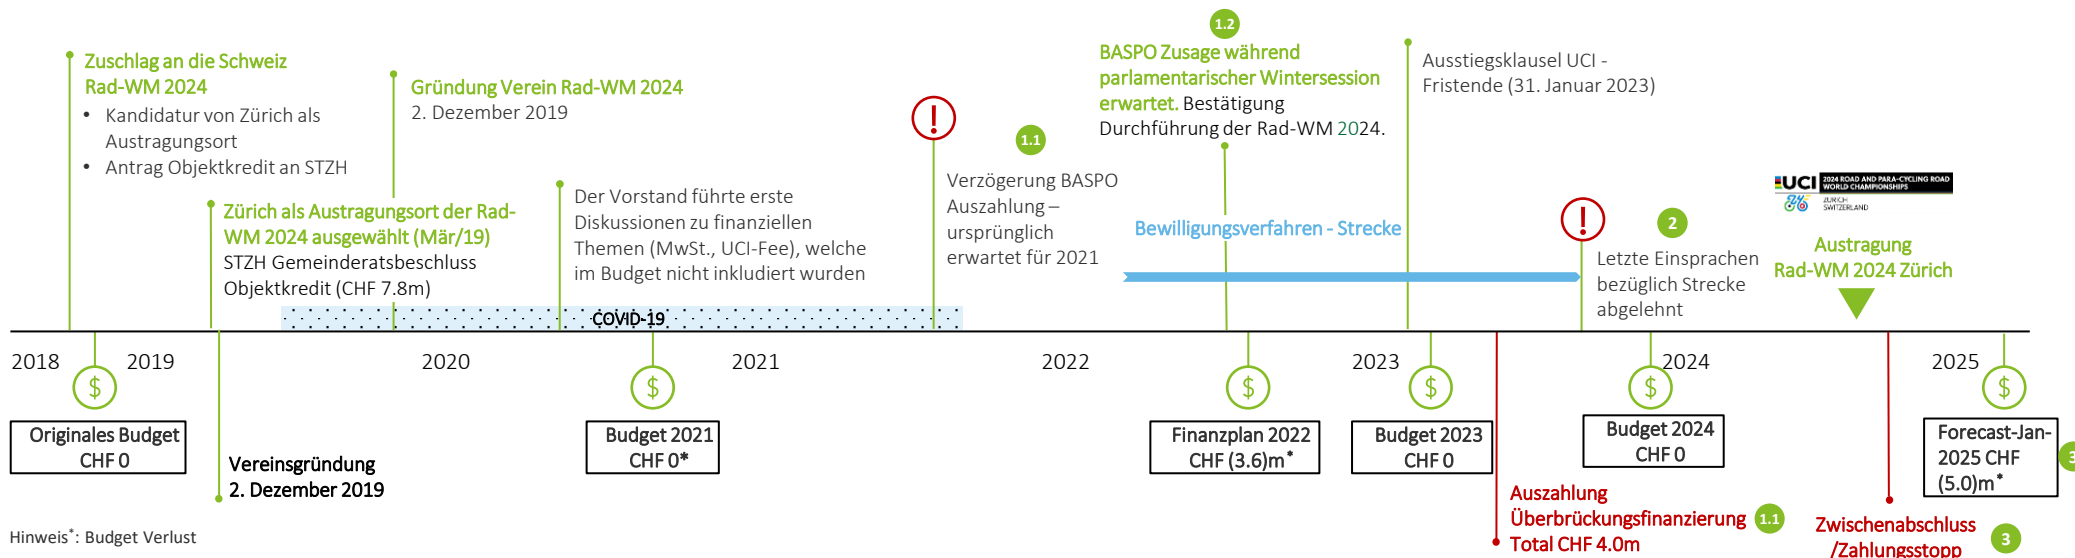 Zuschlag an die Schweiz
Rad-WM 2024
• Kandidatur von Zürich als
Austragungsort
• Antrag Objektkredit an STZH
Zürich als Austragungsort der Rad-
WM 2024 ausgewählt (Mär/19)
STZH Gemeinderatsbeschluss
Objektkredit (CHF 7.8m)
Gründung Verein Rad-WM 2024
2. Dezember 2019
Der Vorstand führte erste
Diskussionen zu finanziellen
Themen (MwSt., UCI-Fee), welche
im Budget nicht inkludiert wurden
COVID-19
!
1.1
Verzögerung BASPO
Auszahlung –
ursprünglich
erwartet für 2021
1.2
BASPO Zusage während
parlamentarischer Wintersession
erwartet. Bestätigung
Durchführung der Rad-WM 2024.
Bewilligungsverfahren - Strecke
Ausstiegsklausel UCI -
Fristende (31. Januar 2023)
!
2
Letzte Einsprachen
bezüglich Strecke
abgelehnt
UCI 2024 ROAD AND PARA-CYCLING ROAD
WORLD CHAMPIONSHIPS
ZURICH
SWITZERLAND
Austragung
Rad-WM 2024 Zürich
2018 2019 2020 2021 2022 2023 2024 2025
$ $ $ $ $ $
Originales Budget
CHF 0
Vereinsgründung
2. Dezember 2019
Budget 2021
CHF 0*
Finanzplan 2022
CHF (3.6)m*
Budget 2023
CHF 0
Auszahlung
Überbrückungsfinanzierung 1.1
Total CHF 4.0m
Budget 2024
CHF 0
Zwischenabschluss
/Zahlungsstopp
3
Forecast-Jan-
2025 CHF
(5.0)m*
3
Hinweis*: Budget Verlust